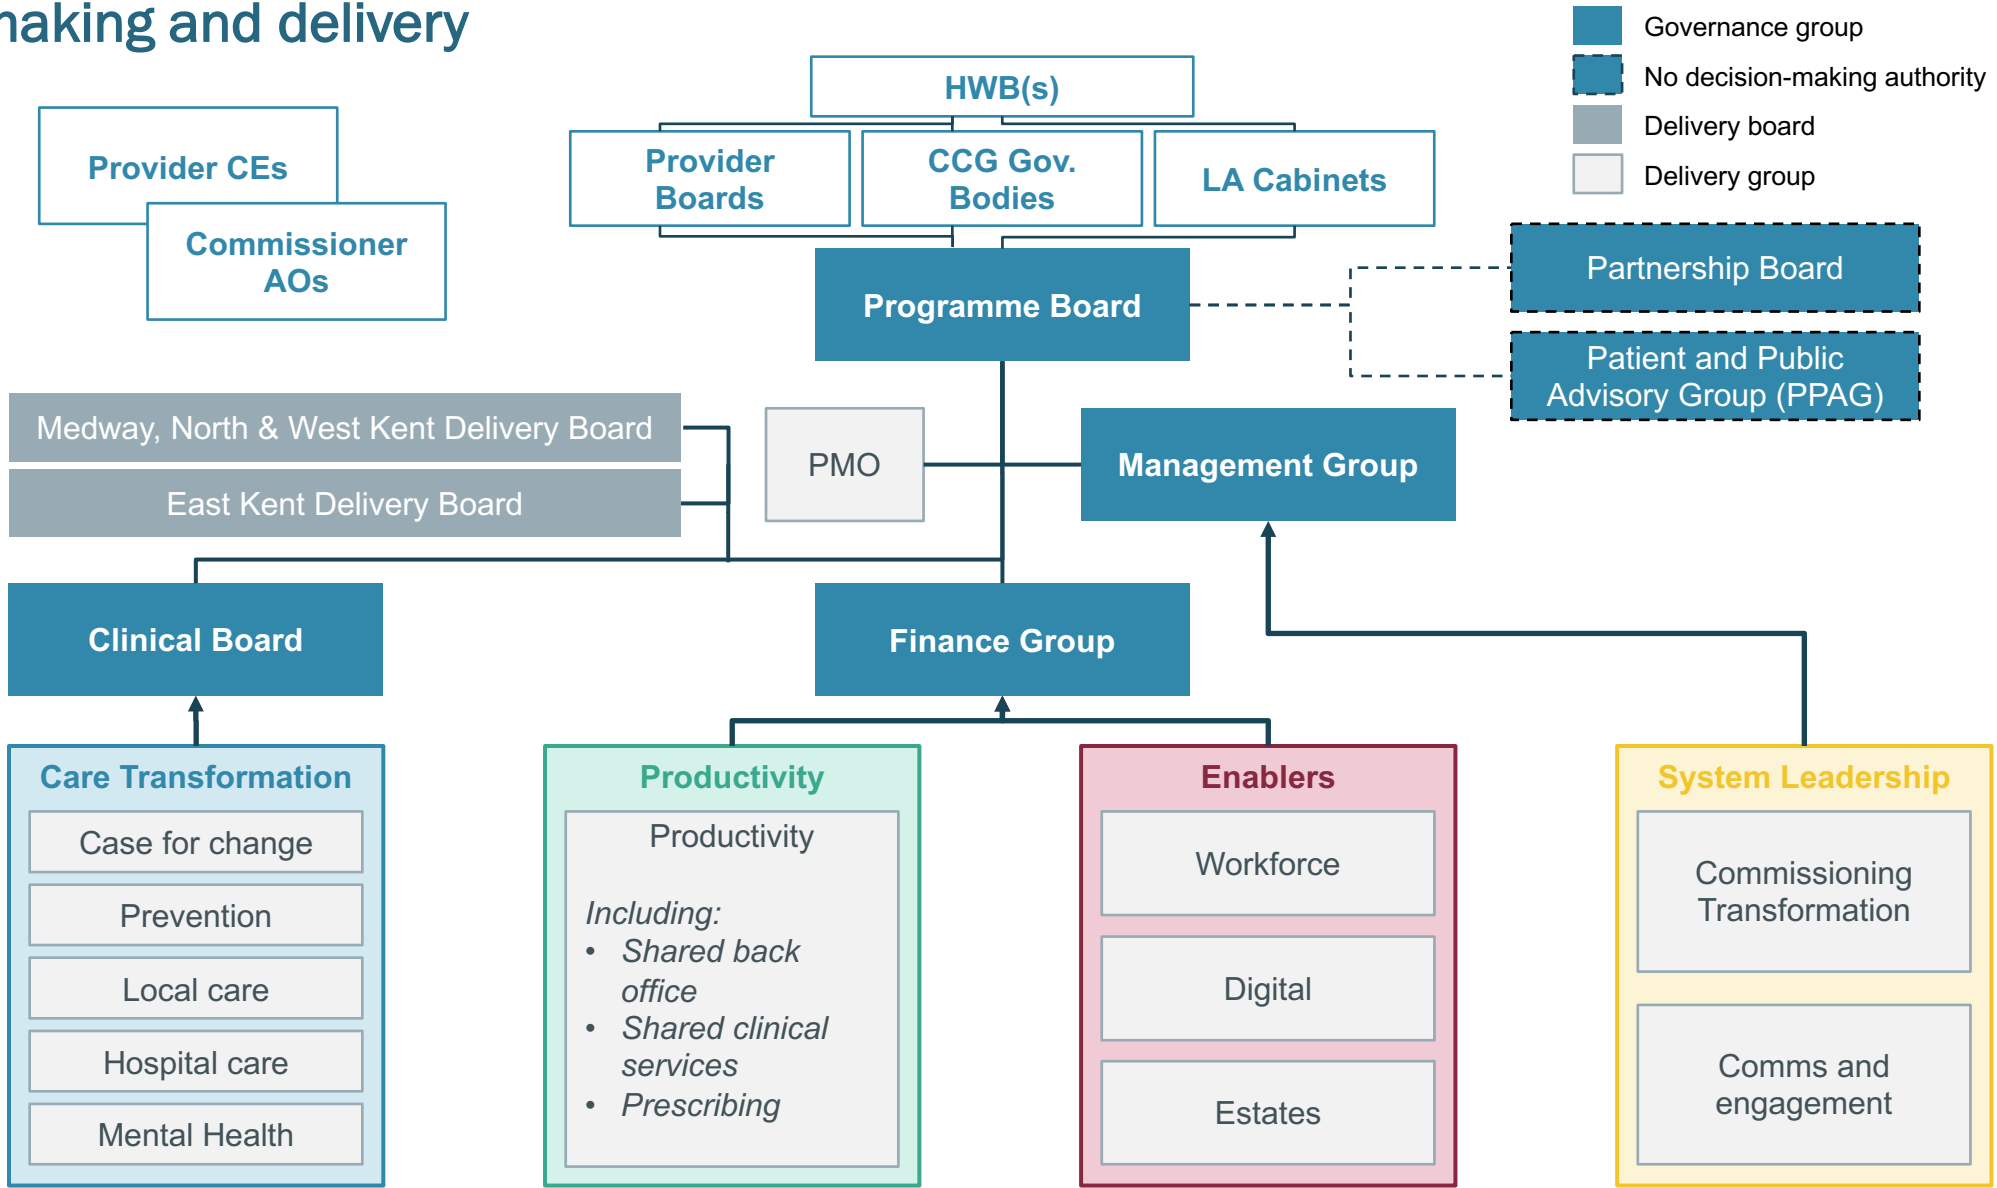 making and delivery
Governance group
No decision-making authority
Delivery board
Delivery group
HWB(s)
Provider CEs
Commissioner
AOs
Provider
Boards
CCG Gov.
Bodies
LA Cabinets
Programme Board
Partnership Board
Patient and Public
Advisory Group (PPAG)
Medway, North & West Kent Delivery Board
East Kent Delivery Board
PMO
Management Group
Clinical Board
Finance Group
Care Transformation
Case for change
Prevention
Local care
Hospital care
Mental Health
Productivity
Productivity
Including:
• Shared back
office
• Shared clinical
services
• Prescribing
Enablers
Workforce
Digital
Estates
System Leadership
Commissioning
Transformation
Comms and
engagement